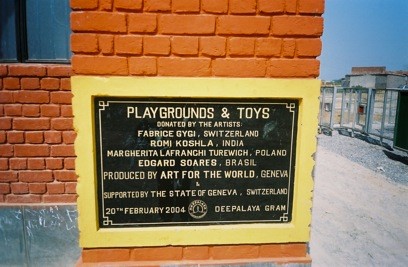 PLAYGROUNDS & TOYS
DONATED BY THE ARTISTS:
FABRICE GYGI, SWITZERLAND
ROMI KOSHLA, INDIA
MARGHERITA LAFRANCHI TUREWICH, POLAND
EDGARD SOARES, BRASIL
PRODUCED BY ART FOR THE WORLD, GENEVA
&
SUPPORTED BY THE STATE OF GENEVA, SWITZERLAND
20TH FEBRUARY 2004 DEEPALAYA GRAM